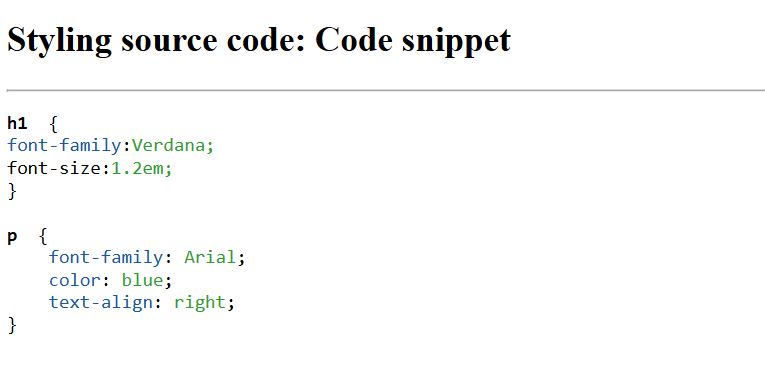 Styling source code: Code snippet
h1  {
font-family:Verdana;
font-size:1.2em;
}
p  {
    font-family: Arial;
    color: blue;
    text-align: right;
}